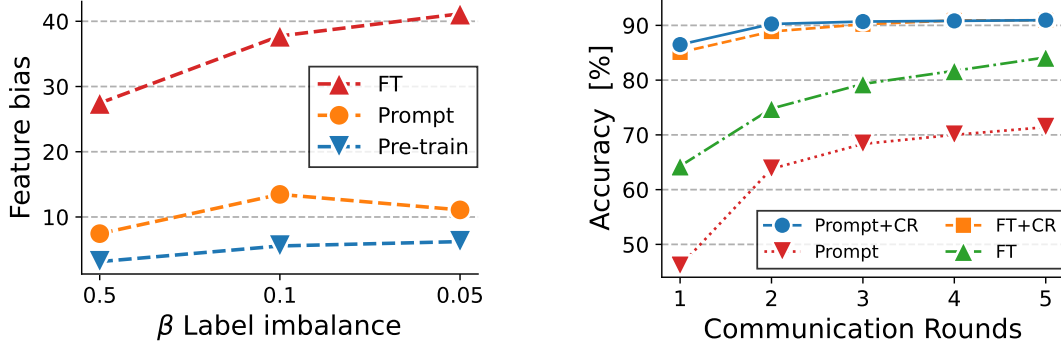 Feature bias
40
30
20
10
FT
Prompt
Pre-train
0.5
0.1
0.05
β Label imbalance
Accuracy [%]
90
80
70
60
50
Prompt+CR
FT+CR
Prompt
FT
1
2
3
4
5
Communication Rounds